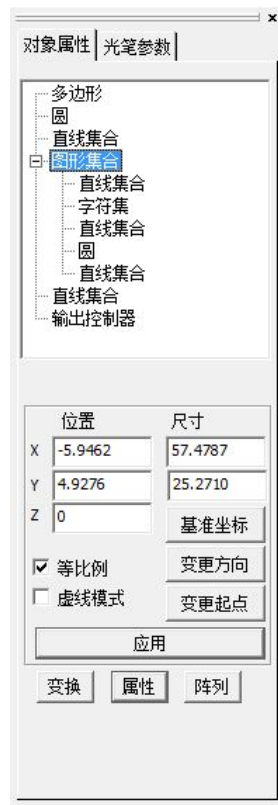 对象属性 光笔参数
多边形
圆
直线集合
图形集合
直线集合
字符集
直线集合
圆
直线集合
直线集合
输出控制器
位置 尺寸
X -5.9462 57.4787
Y 4.9276 25.2710
Z 0 基准坐标
等比例 变更方向
虚线模式 变更起点
应用
变换 属性 阵列